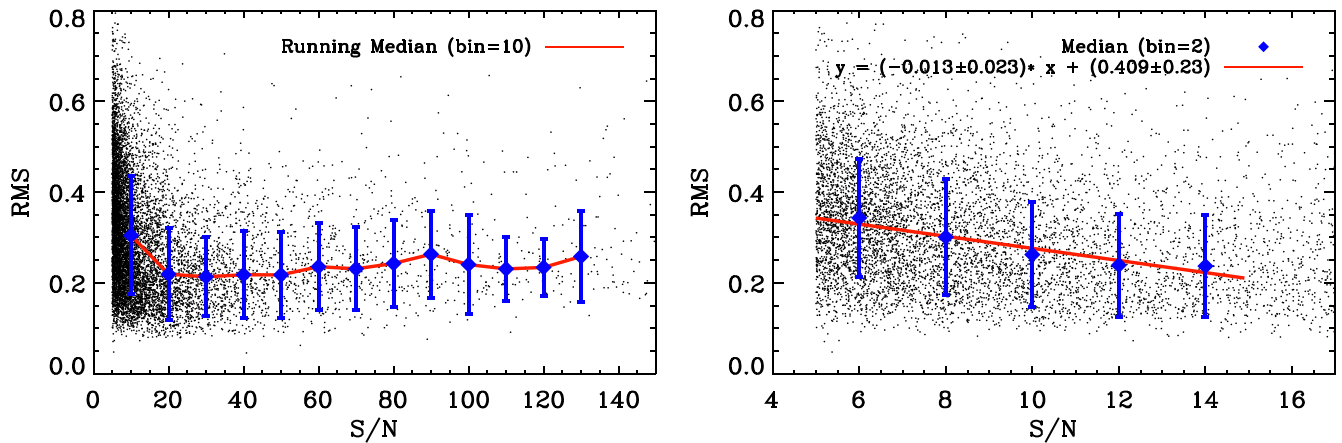 Running Median (bin=10)
RMS
0.8
0.6
0.4
0.2
0.0
0 20 40 60 80 100 120 140
S/N
Median (bin=2)
y = (-0.013±0.023)* x + (0.409±0.23)
RMS
0.8
0.6
0.4
0.2
0.0
4 6 8 10 12 14 16
S/N